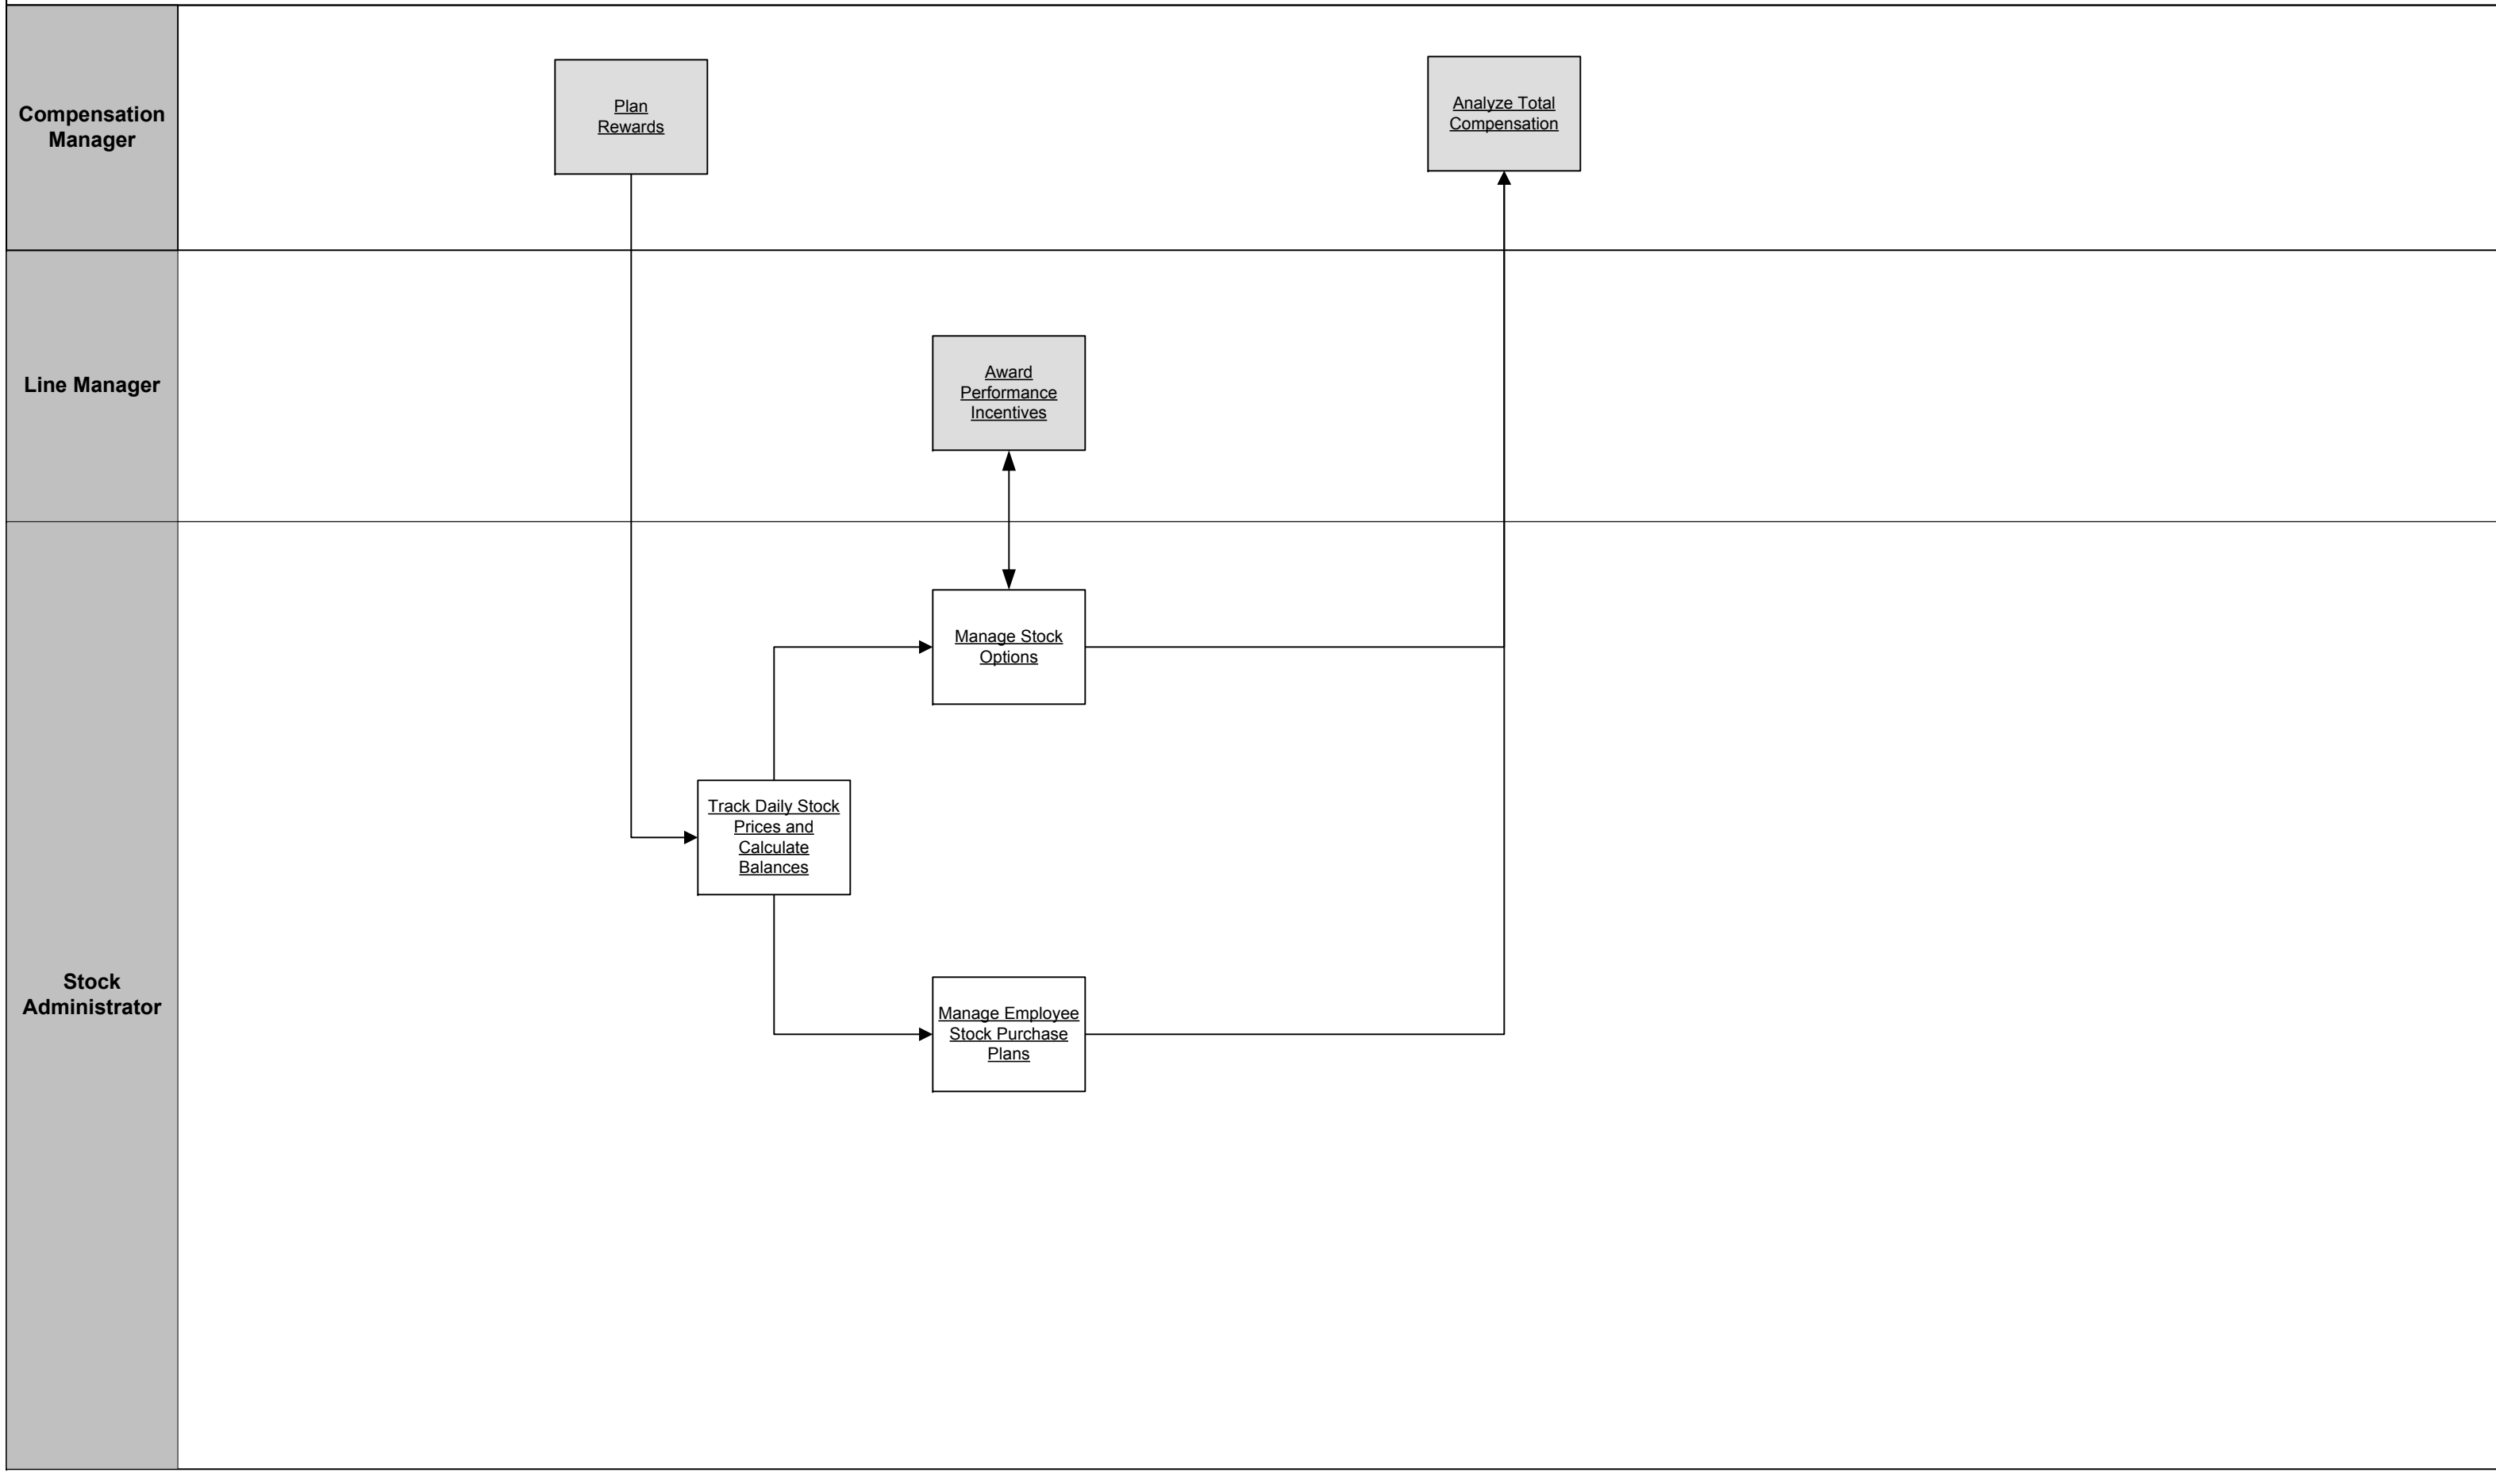 Compensation
Manager
Plan
Rewards
Analyze Total
Compensation
Line Manager
Award
Performance
Incentives
Stock
Administrator
Manage Stock
Options
Track Daily Stock
Prices and
Calculate
Balances
Manage Employee
Stock Purchase
Plans